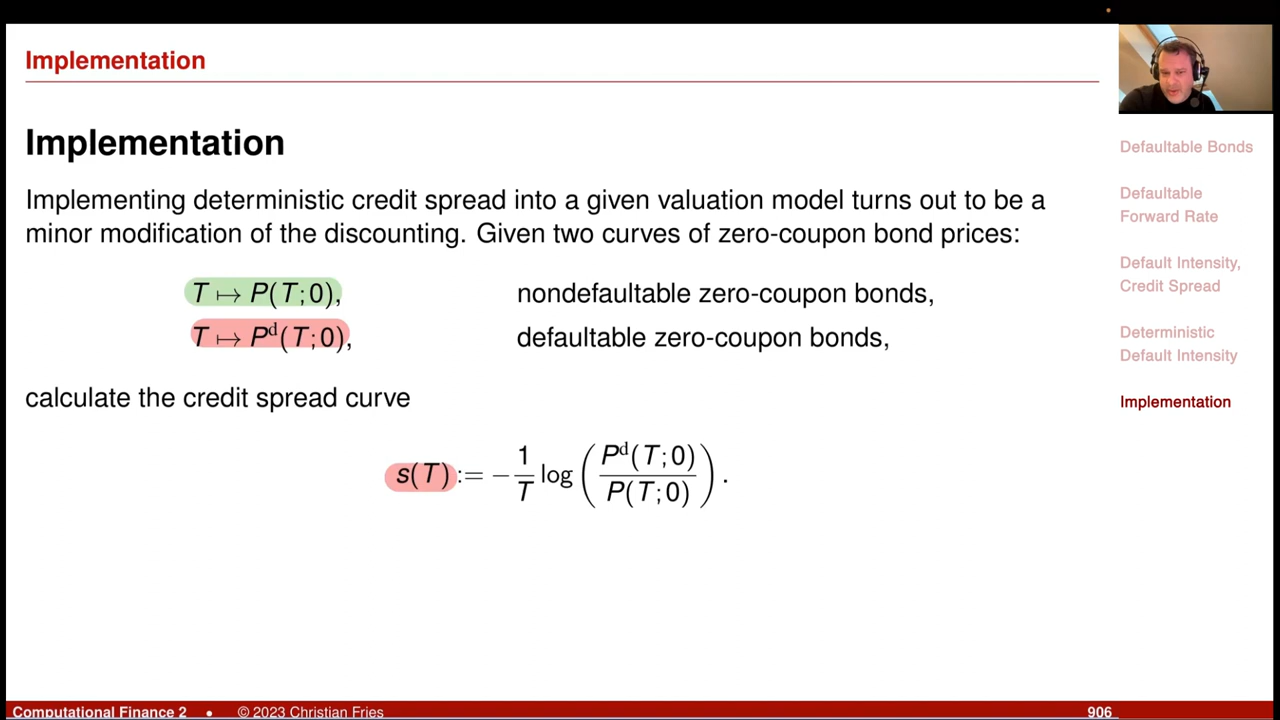 Implementation
Implementation
Implementing deterministic credit spread into a given valuation model turns out to be a
minor modification of the discounting. Given two curves of zero-coupon bond prices:
T ↦ P(T;0), nondefaultable zero-coupon bonds,
T ↦ Pᵈ(T;0), defaultable zero-coupon bonds,
calculate the credit spread curve
s(T) := −1/T log(Pᵈ(T;0)/P(T;0)).
Defaultable Bonds
Defaultable
Forward Rate
Default Intensity,
Credit Spread
Deterministic
Default Intensity
Implementation
Computational Finance 2 • © 2023 Christian Fries 906